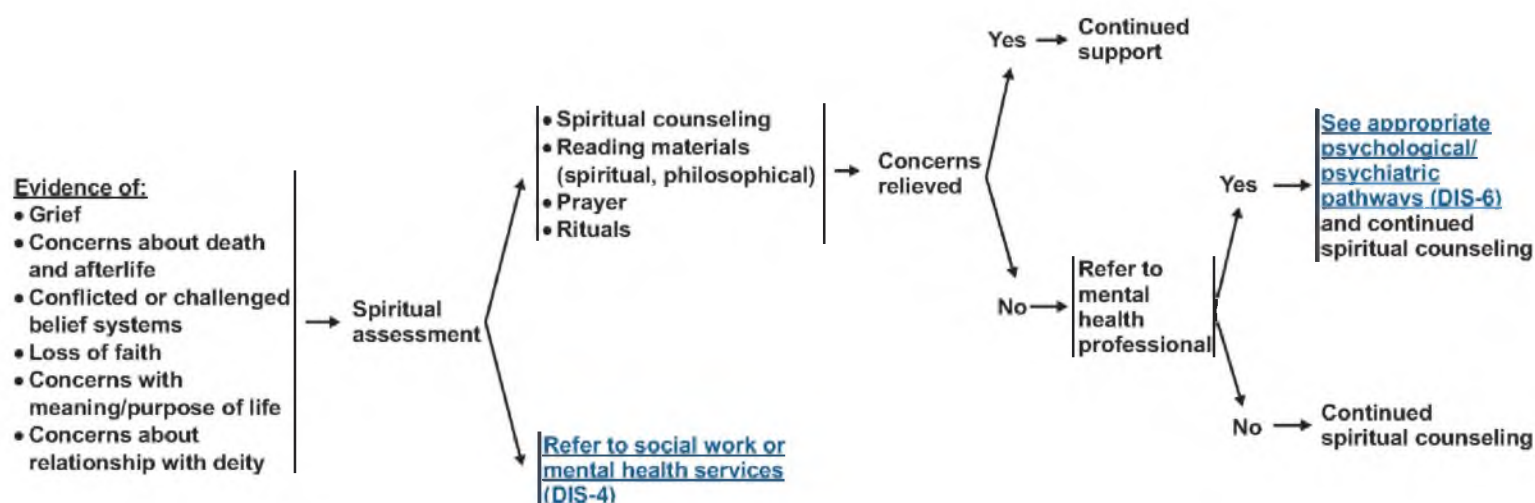 Evidence of:
• Grief
• Concerns about death
and afterlife
• Conflicted or challenged
belief systems
• Loss of faith
• Concerns with
meaning/purpose of life
• Concerns about
relationship with deity
Spiritual
assessment
• Spiritual counseling
• Reading materials
(spiritual, philosophical)
• Prayer
• Rituals
Refer to social work or
mental health services
(DIS-4)
Concerns
relieved
Yes
Continued
support
No
Refer to
mental
health
professional
Yes
See appropriate
psychological/
psychiatric
pathways (DIS-6)
and continued
spiritual counseling
No
Continued
spiritual counseling